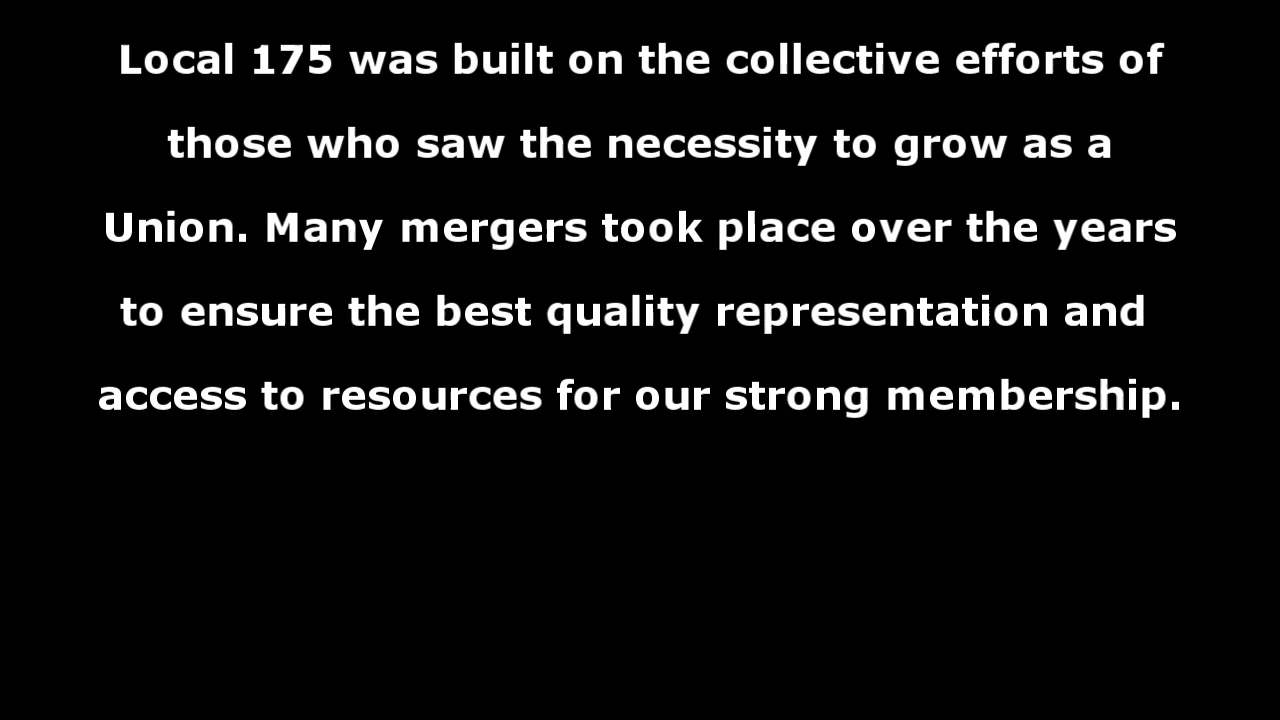 Local 175 was built on the collective efforts of
those who saw the necessity to grow as a
Union. Many mergers took place over the years
to ensure the best quality representation and
access to resources for our strong membership.